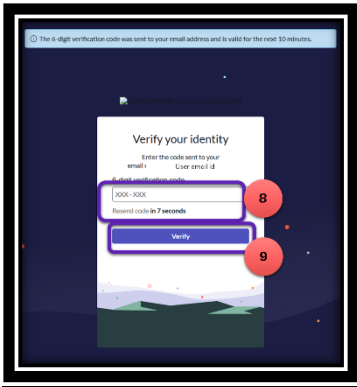 The 6-digit verification code was sent to your email address and is valid for the next 10 minutes.
Verify your identity
Enter the code sent to your
email User email id
6-digit verification code
XXX-XXX
Resend code in 7 seconds
8
Verify
9